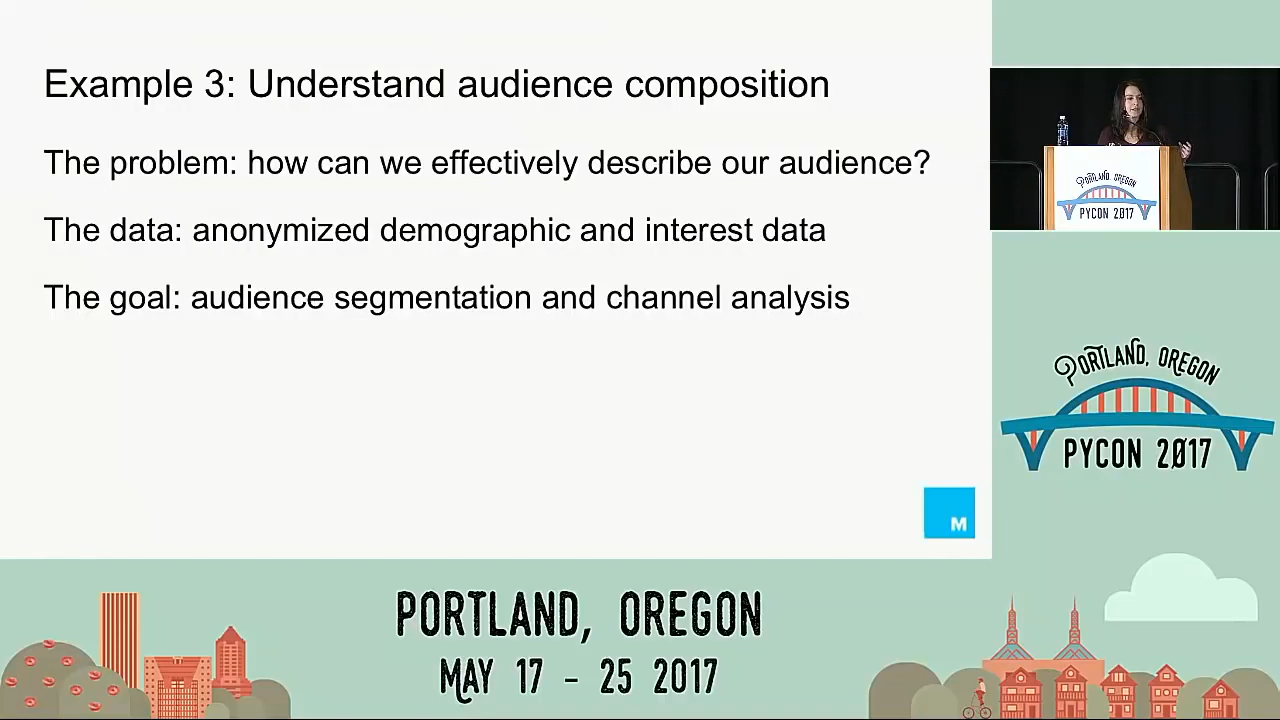 Example 3: Understand audience composition
The problem: how can we effectively describe our audience?
The data: anonymized demographic and interest data
The goal: audience segmentation and channel analysis
M
PORTLAND OREGON
PYCON 2017
PORTLAND, OREGON
PYCON 2017
PORTLAND, OREGON
MAY 17 - 25 2017